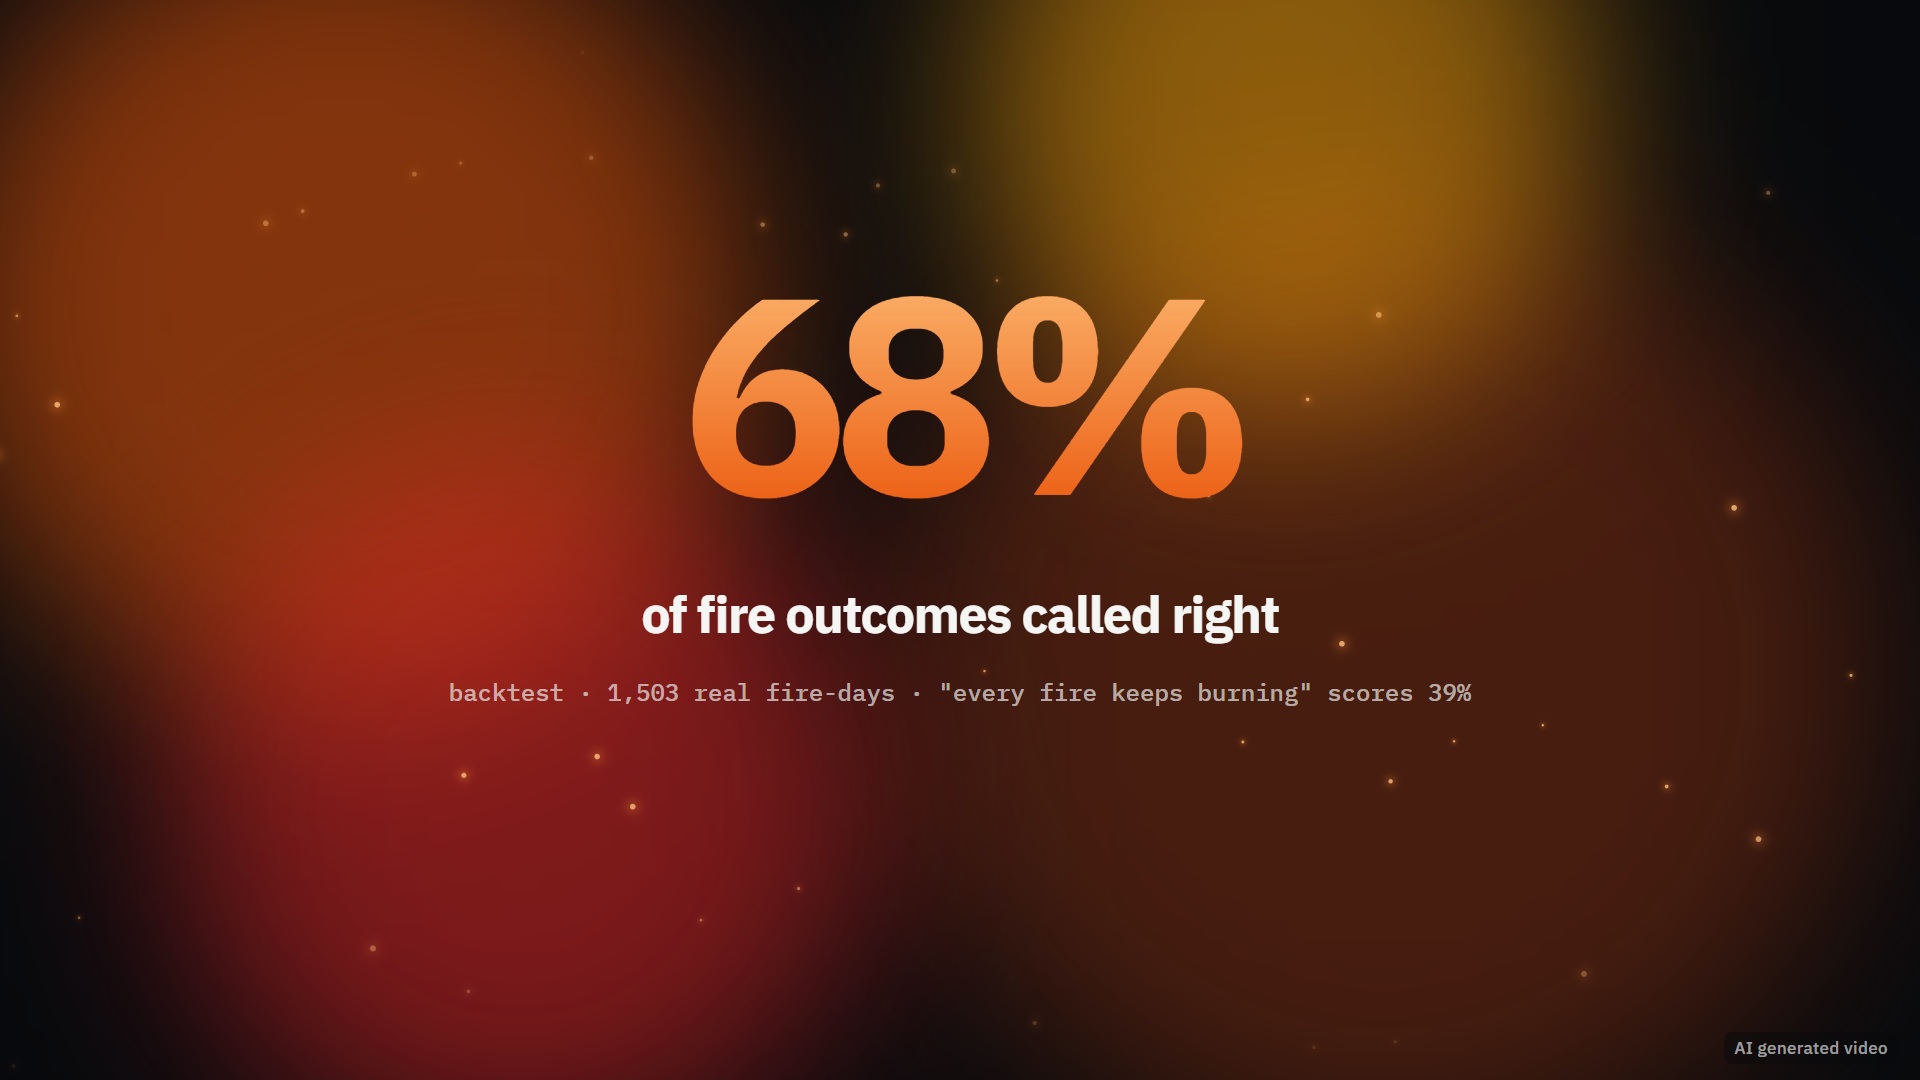 68%
of fire outcomes called right
backtest · 1,503 real fire-days · "every fire keeps burning" scores 39%
AI generated video